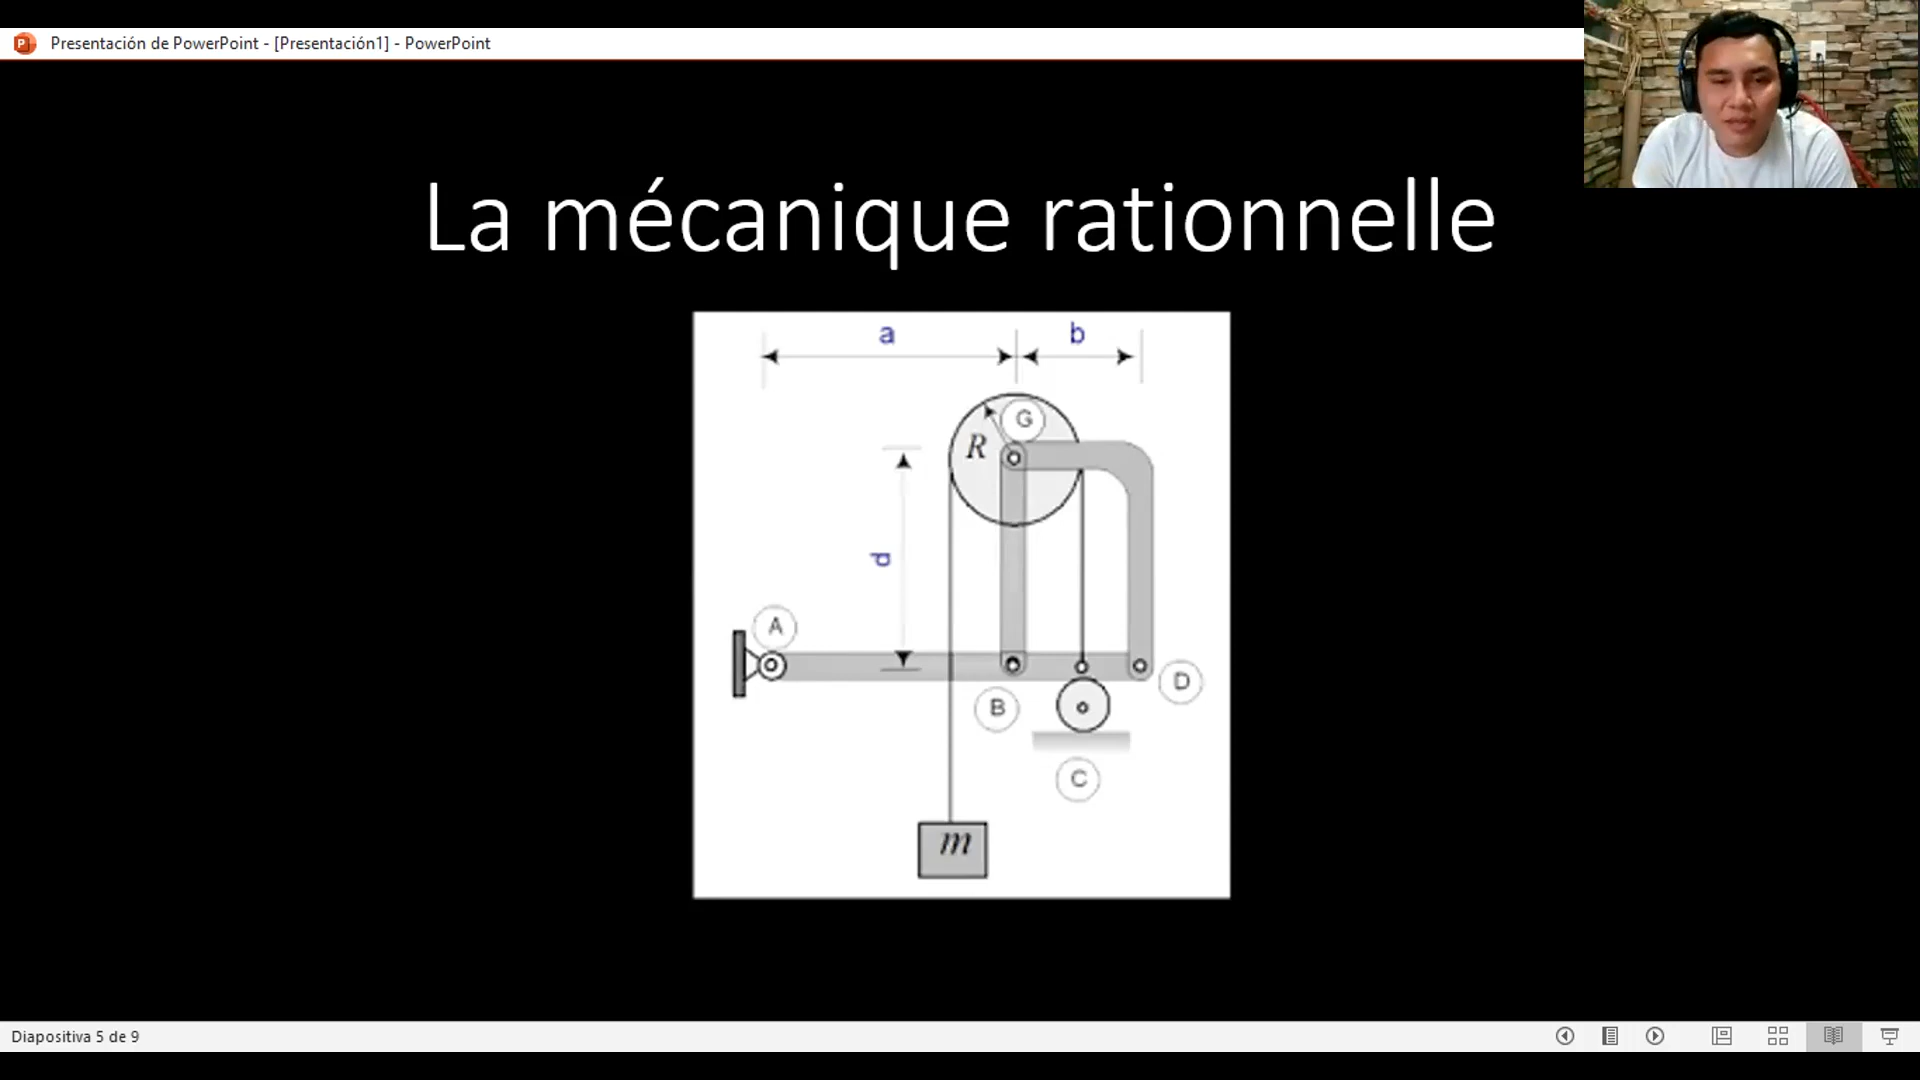 Presentación de PowerPoint - [Presentación1] - PowerPoint
La mécanique rationnelle
a
b
G
R
d
A
B
D
C
m
Diapositiva 5 de 9